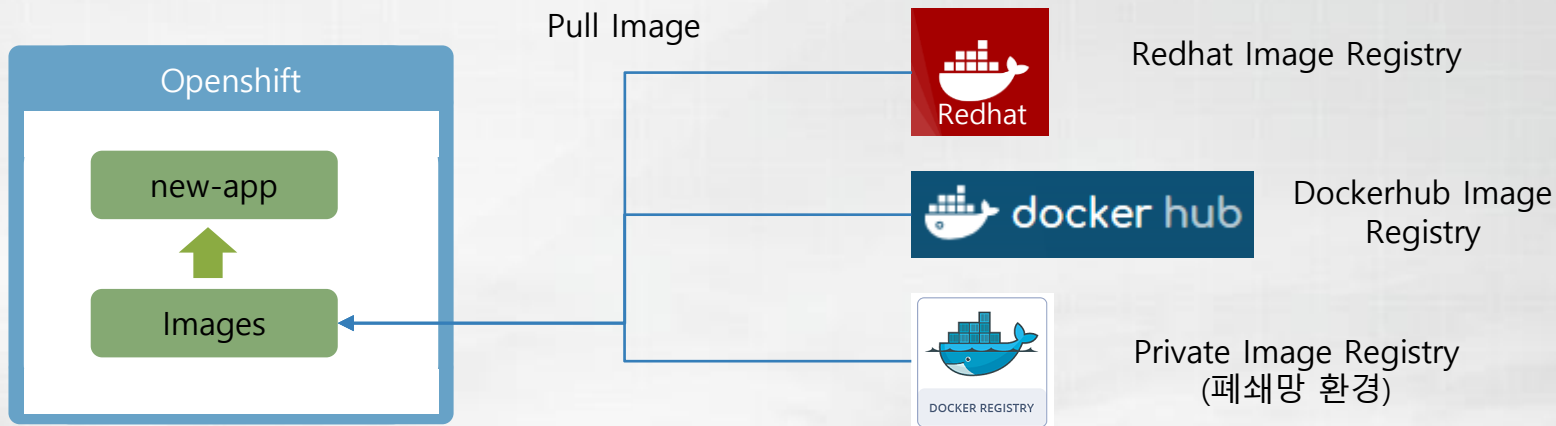 Pull Image
Openshift
new-app
Images
Redhat
Redhat Image Registry
docker hub
Dockerhub Image
Registry
DOCKER REGISTRY
Private Image Registry
(폐쇄망 환경)